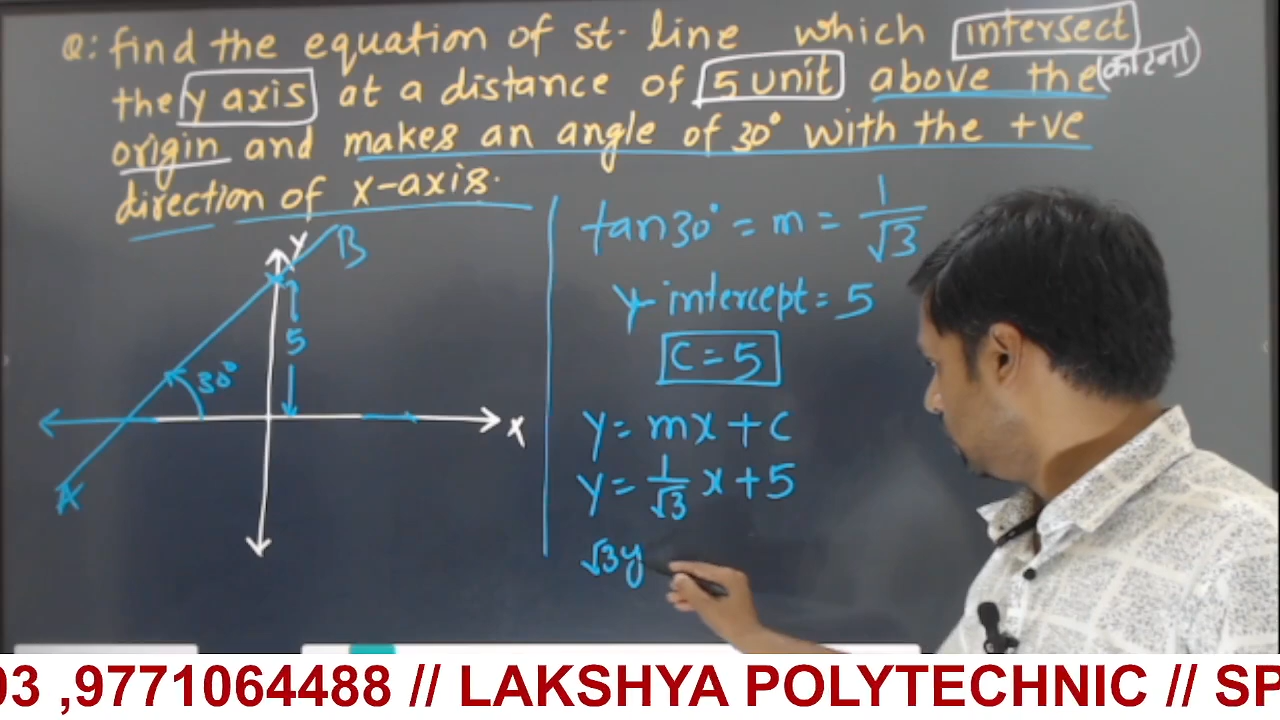 Q: find the equation of st. line which intersect
the y axis at a distance of 5 unit above the (काटना)
origin and makes an angle of 30° with the +ve
direction of x-axis.
Y
B
5
30°
X
A
tan30° = m = 1/√3
y-intercept = 5
C = 5
y = mx + c
y = 1/√3 x + 5
√3y
03 ,9771064488 // LAKSHYA POLYTECHNIC // SP